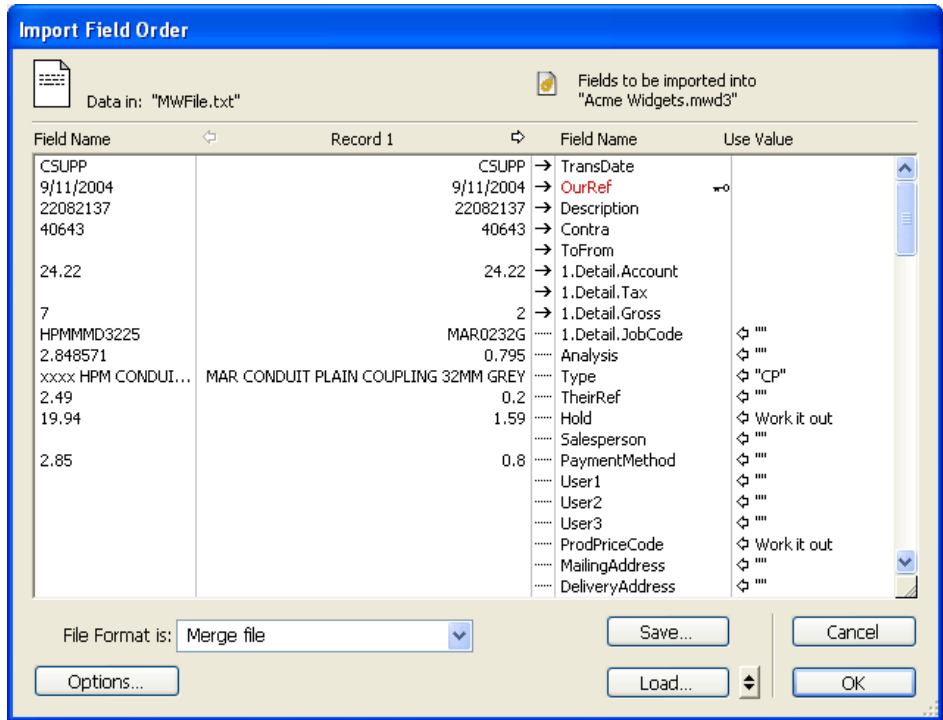 Import Field Order
Data in: "MWFile.txt"
Fields to be imported into
"Acme Widgets.mwd3"
Field Name Record 1 Field Name Use Value
CSUPP CSUPP → TransDate
9/11/2004 9/11/2004 → OurRef
22082137 22082137 → Description
40643 40643 → Contra
→ ToFrom
24.22 24.22 → 1.Detail.Account
→ 1.Detail.Tax
7 2 → 1.Detail.Gross
HPMMMD3225 MAR0232G ····· 1.Detail.JobCode ""
2.848571 0.795 ····· Analysis ""
xxxx HPM CONDUI... MAR CONDUIT PLAIN COUPLING 32MM GREY ····· Type "CP"
2.49 0.2 ····· TheirRef ""
19.94 1.59 ····· Hold Work it out
····· Salesperson ""
2.85 0.8 ····· PaymentMethod ""
····· User1 ""
····· User2 ""
····· User3 ""
····· ProdPriceCode Work it out
····· MailingAddress ""
····· DeliveryAddress ""
File Format is: Merge file
Save... Cancel
Options... Load... OK